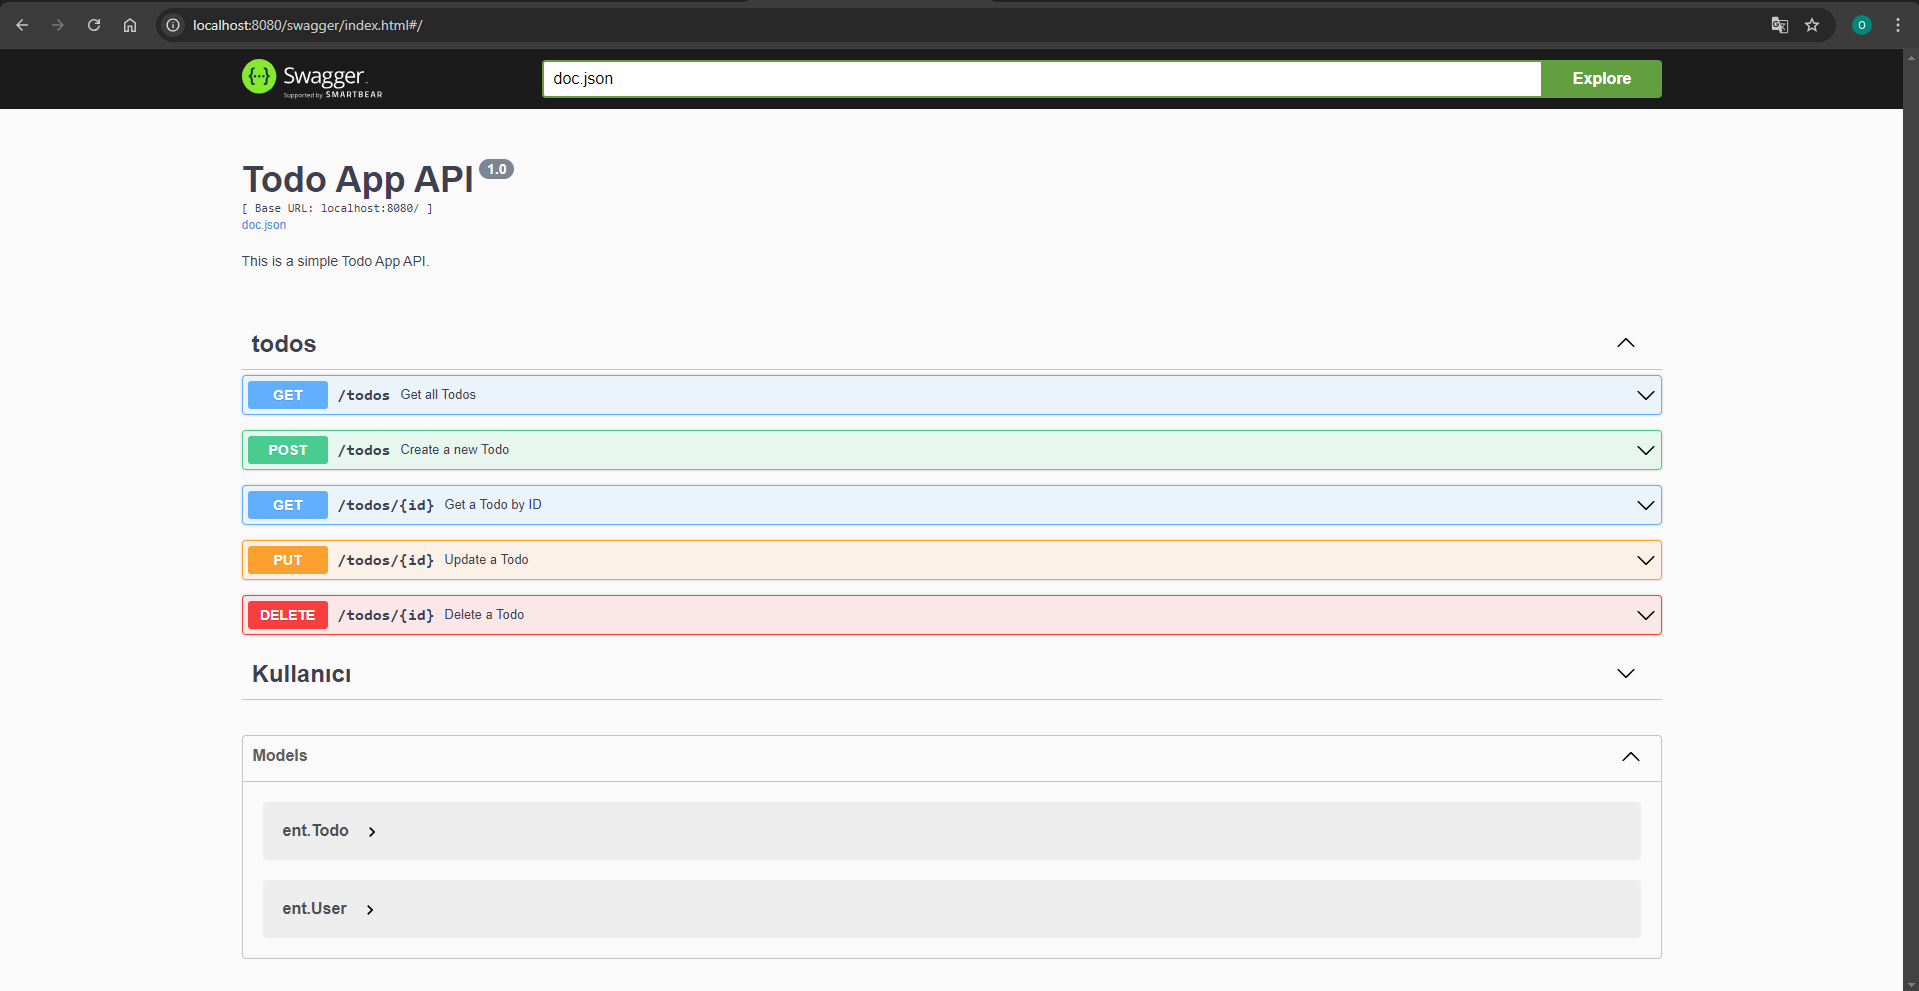 localhost:8080/swagger/index.html#/
O
Swagger
Supported by SMARTBEAR
doc.json
Explore
Todo App API 1.0
[ Base URL: localhost:8080/ ]
doc.json
This is a simple Todo App API.
todos
GET /todos Get all Todos
POST /todos Create a new Todo
GET /todos/{id} Get a Todo by ID
PUT /todos/{id} Update a Todo
DELETE /todos/{id} Delete a Todo
Kullanıcı
Models
ent.Todo
ent.User